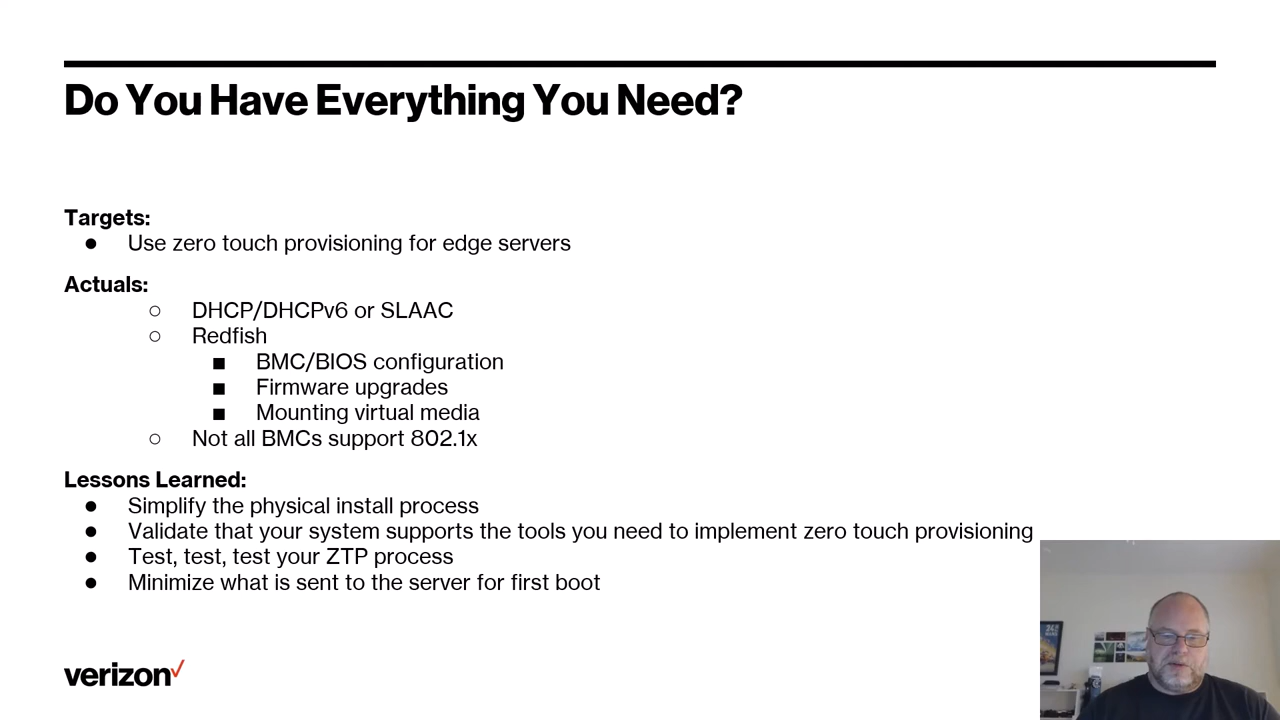 Do You Have Everything You Need?
Targets:
● Use zero touch provisioning for edge servers
Actuals:
○ DHCP/DHCPv6 or SLAAC
○ Redfish
■ BMC/BIOS configuration
■ Firmware upgrades
■ Mounting virtual media
○ Not all BMCs support 802.1x
Lessons Learned:
● Simplify the physical install process
● Validate that your system supports the tools you need to implement zero touch provisioning
● Test, test, test your ZTP process
● Minimize what is sent to the server for first boot
verizon